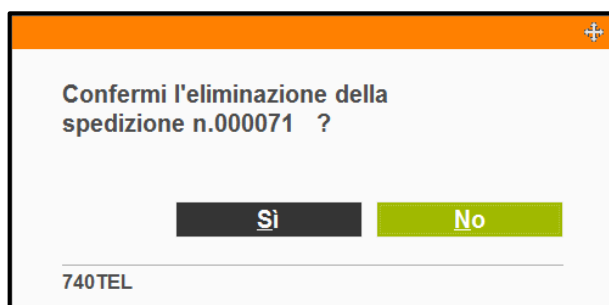 Confermi l'eliminazione della
spedizione n.000071 ?
Sì No
740TEL